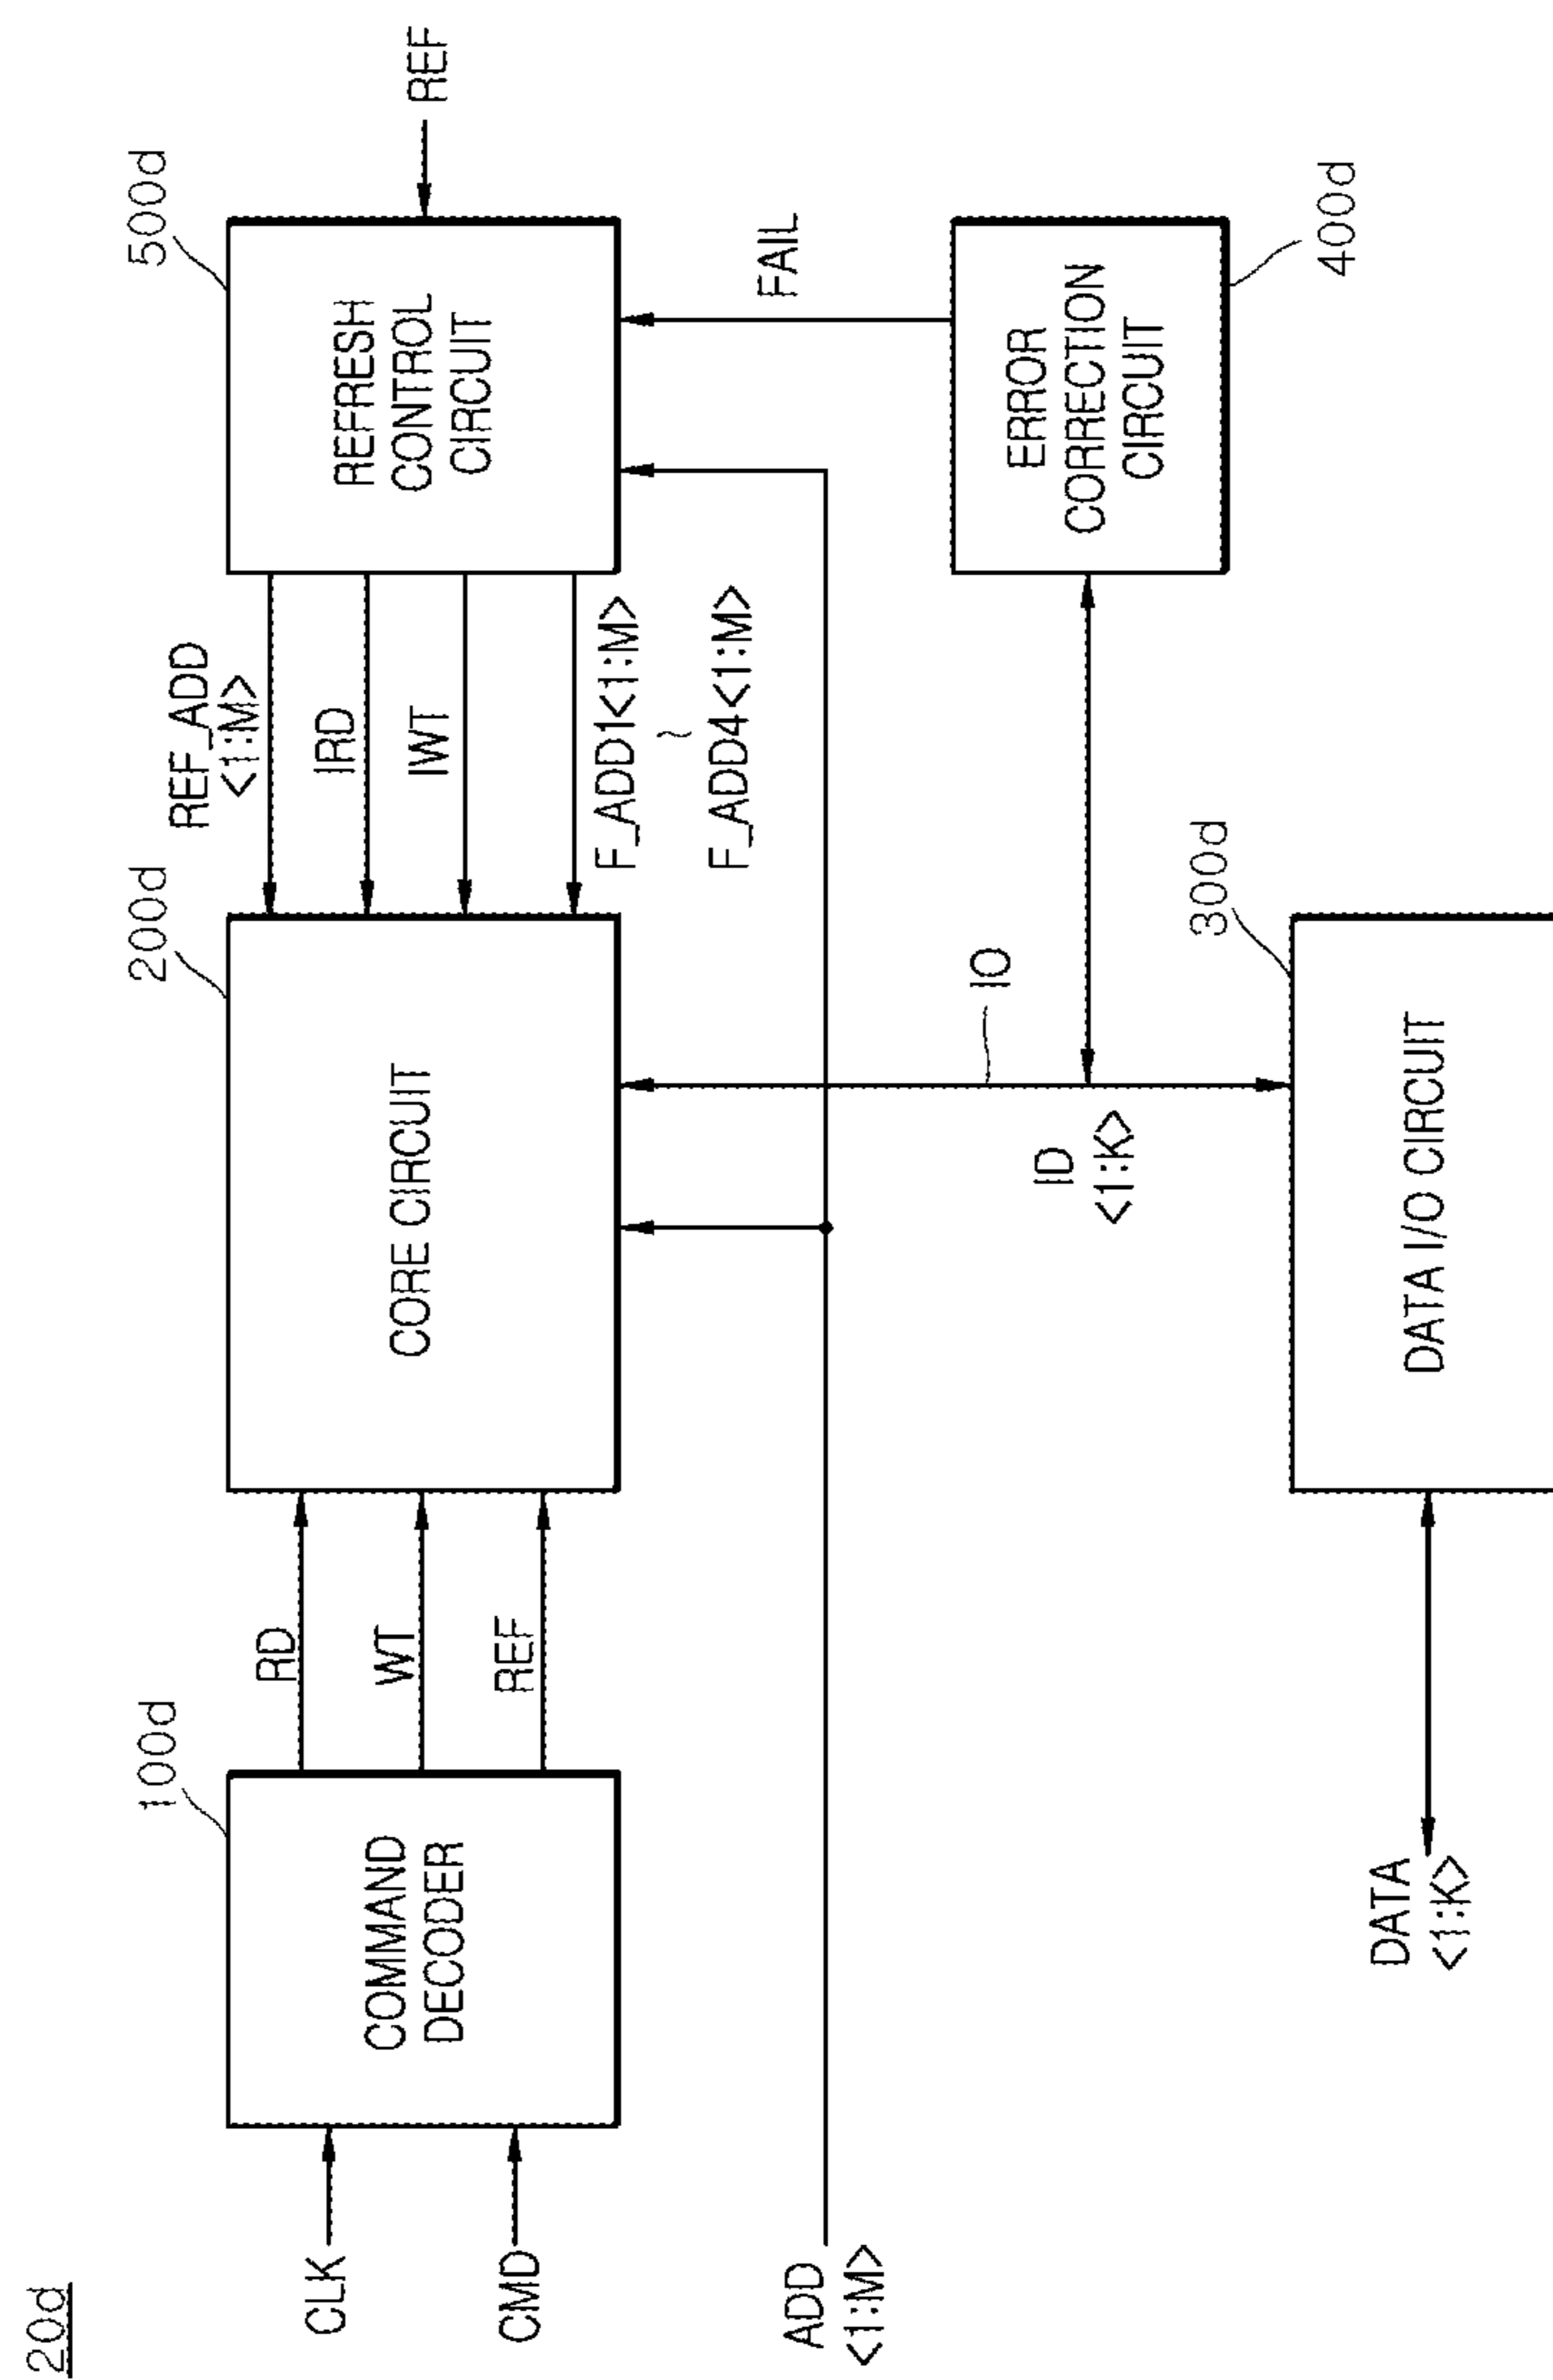 20d
100d
200d
500d
CLK
CMD
COMMAND
DECODER
RD
WT
REF
CORE CIRCUIT
REF_ADD
<1:M>
IRD
IWT
F_ADD1<1:M>
~
F_ADD4<1:M>
REFRESH
CONTROL
CIRCUIT
REF
ADD
<1:M>
FAIL
IO
ID
<1:K>
ERROR
CORRECTION
CIRCUIT
400d
300d
DATA
<1:K>
DATA I/O CIRCUIT